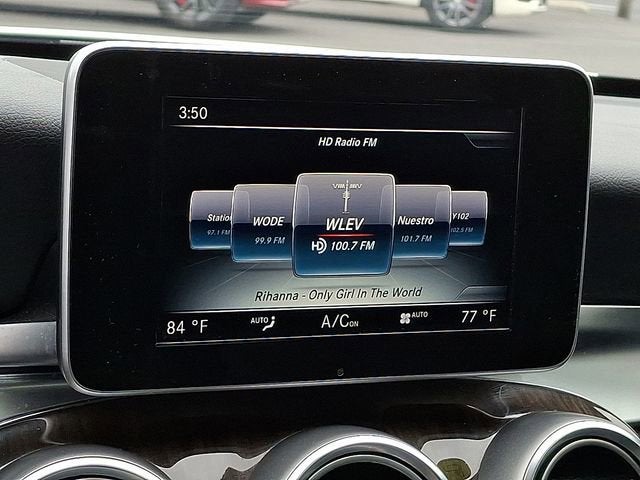 3:50
HD Radio FM
Station
97.1 FM
WODE
99.9 FM
WLEV
HD 100.7 FM
Nuestro
101.7 FM
Y102
102.5 FM
Rihanna - Only Girl In The World
84 °F
AUTO
A/C ON
AUTO
77 °F